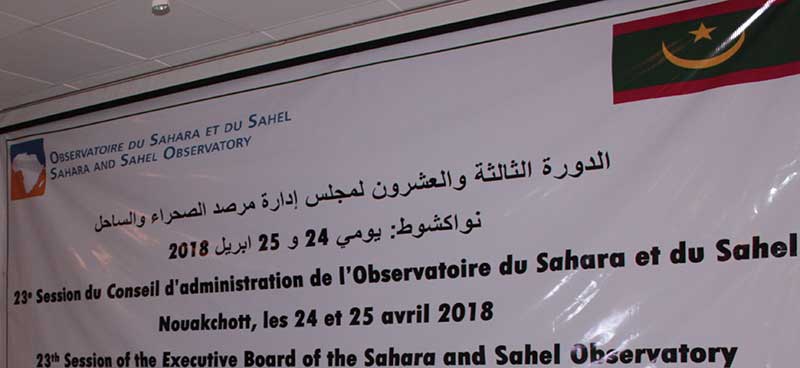 OBSERVATOIRE DU SAHARA ET DU SAHEL
SAHARA AND SAHEL OBSERVATORY
الدورة الثالثة والعشرون لمجلس إدارة مرصد الصحراء والساحل
نواكشوط: يومي 24 و 25 ابريل 2018
23e Session du Conseil d'administration de l'Observatoire du Sahara et du Sahel
Nouakchott, les 24 et 25 avril 2018
23th Session of the Executive Board of the Sahara and Sahel Observatory